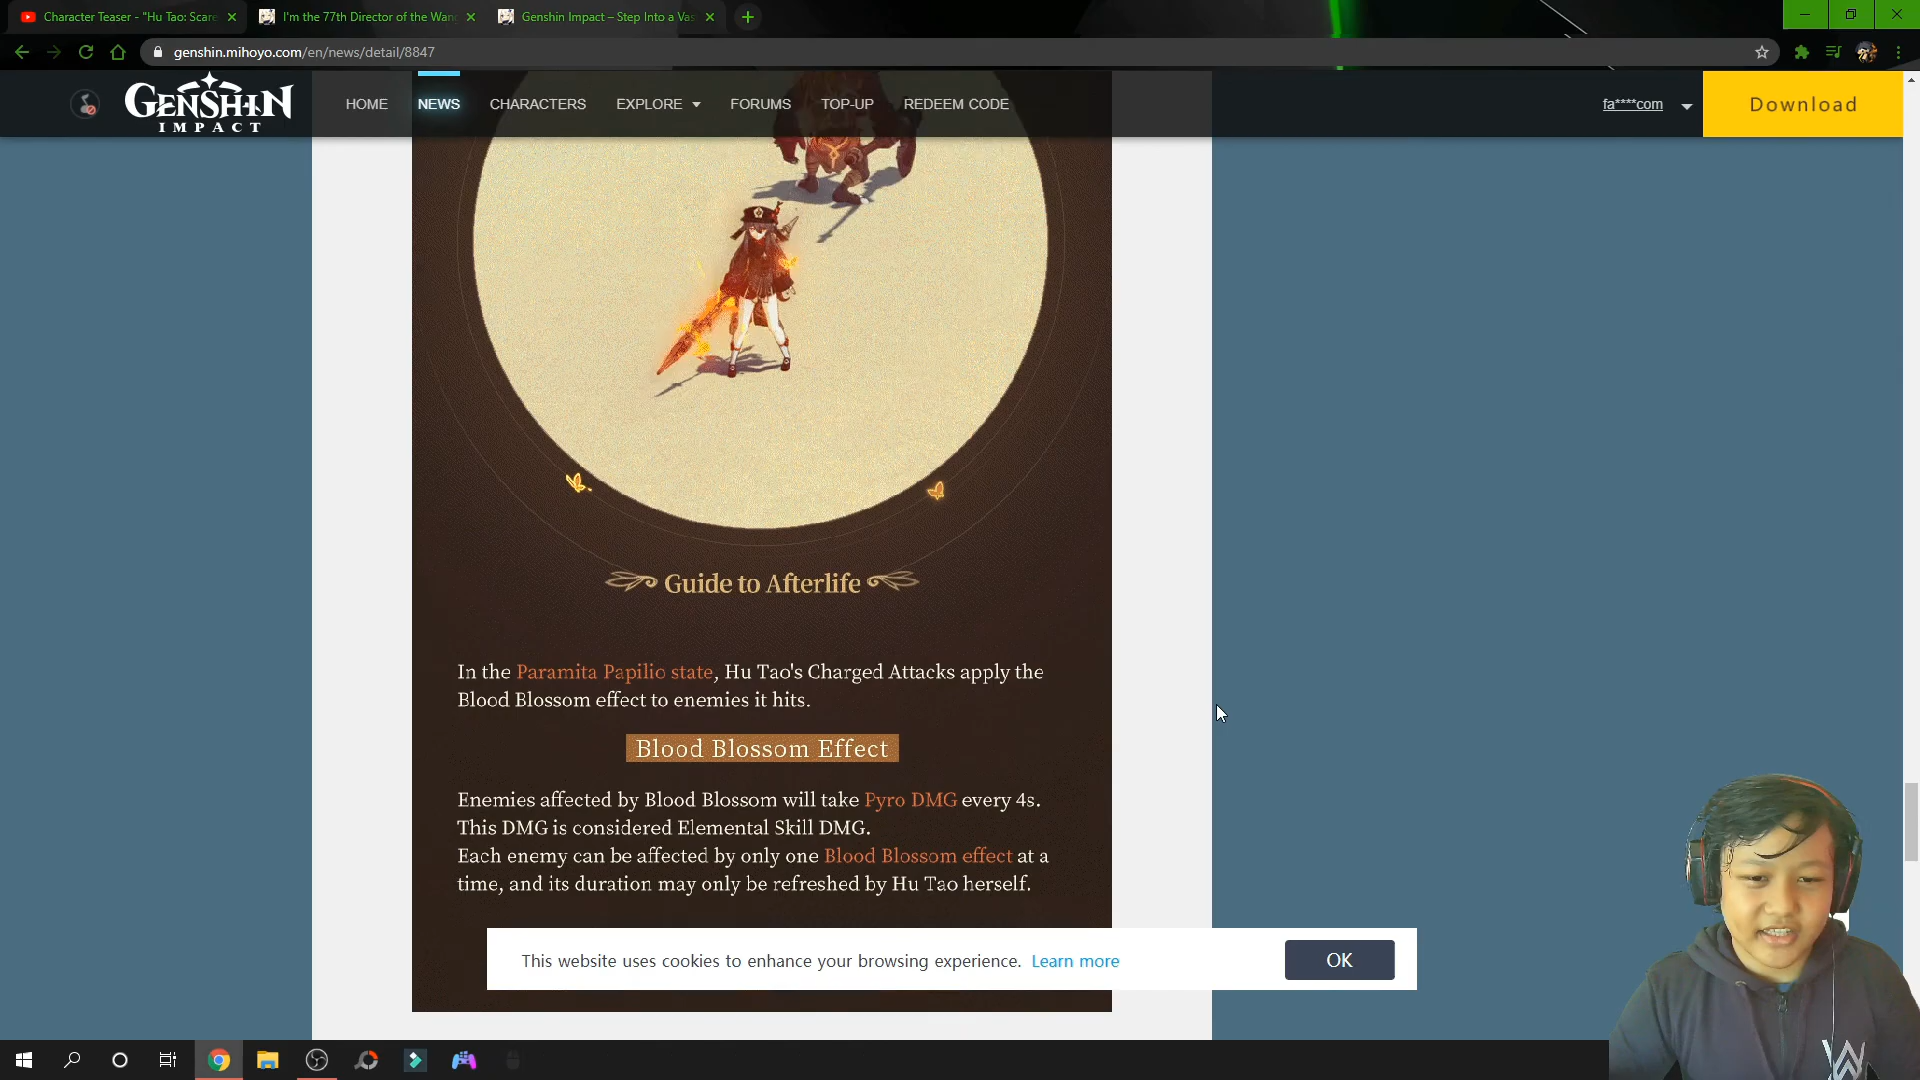 Character Teaser - "Hu Tao: Scare
I'm the 77th Director of the Wang
Genshin Impact – Step Into a Vas
genshin.mihoyo.com/en/news/detail/8847
GENSHIN
IMPACT
HOME
NEWS
CHARACTERS
EXPLORE
FORUMS
TOP-UP
REDEEM CODE
fa****com
Download
Guide to Afterlife
In the Paramita Papilio state, Hu Tao's Charged Attacks apply the
Blood Blossom effect to enemies it hits.
Blood Blossom Effect
Enemies affected by Blood Blossom will take Pyro DMG every 4s.
This DMG is considered Elemental Skill DMG.
Each enemy can be affected by only one Blood Blossom effect at a
time, and its duration may only be refreshed by Hu Tao herself.
This website uses cookies to enhance your browsing experience. Learn more
OK